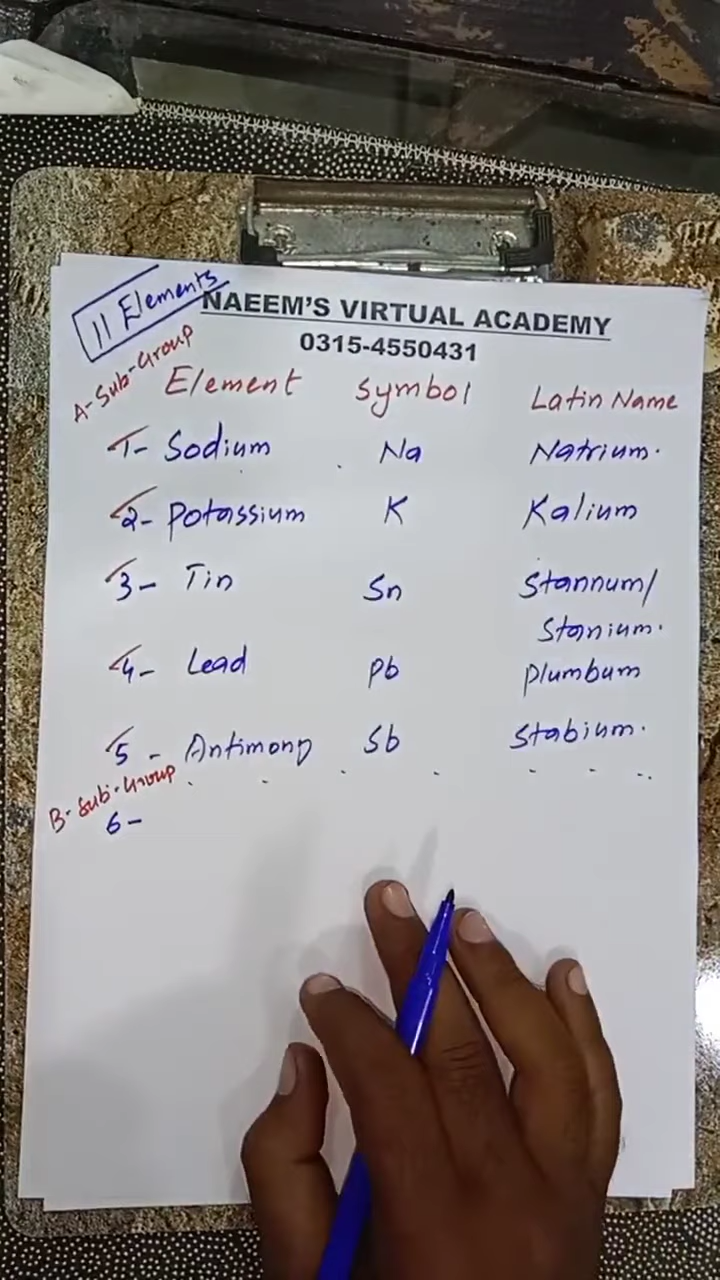 11 Elements
NAEEM'S VIRTUAL ACADEMY
0315-4550431
A-Sub-Group
Element Symbol Latin Name
1- Sodium Na Natrium.
2- Potassium K Kalium
3- Tin Sn Stannum/
Stanium.
4- Lead Pb Plumbum
5- Antimony Sb Stabium.
B-Sub-Group
6-